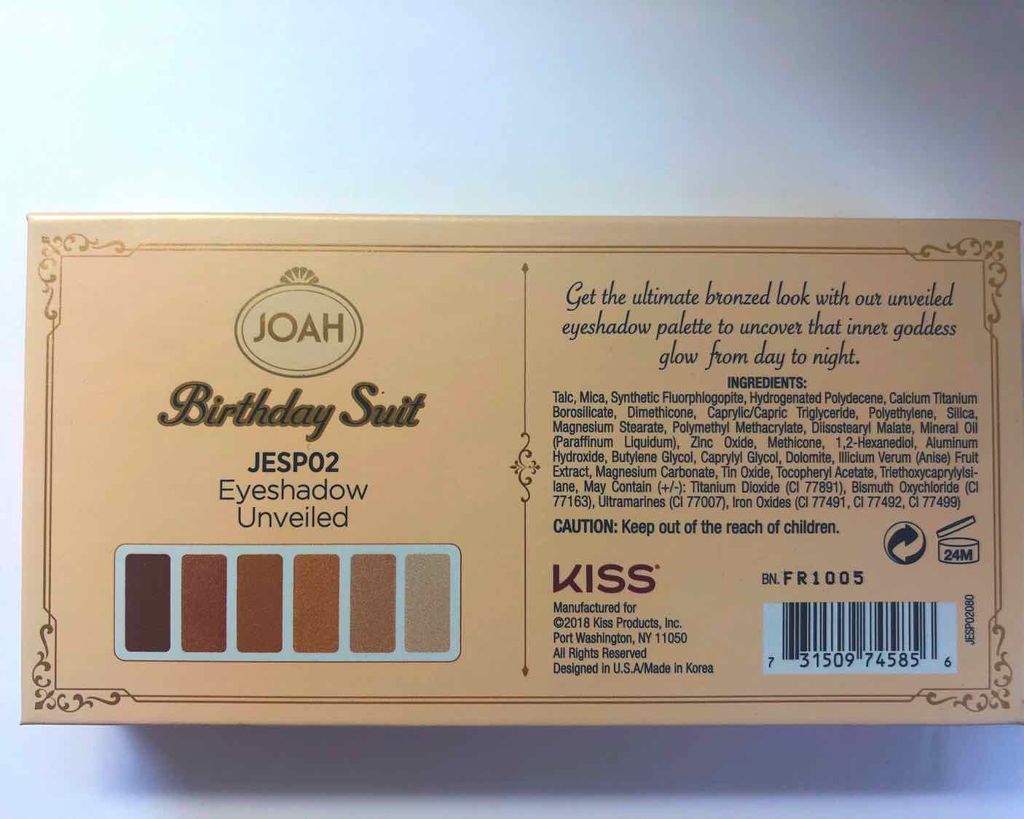 JOAH
Birthday Suit
JESP02
Eyeshadow
Unveiled
Get the ultimate bronzed look with our unveiled
eyeshadow palette to uncover that inner goddess
glow from day to night.
INGREDIENTS:
Talc, Mica, Synthetic Fluorphlogopite, Hydrogenated Polydecene, Calcium Titanium
Borosilicate, Dimethicone, Caprylic/Capric Triglyceride, Polyethylene, Silica,
Magnesium Stearate, Polymethyl Methacrylate, Diisostearyl Malate, Mineral Oil
(Paraffinum Liquidum), Zinc Oxide, Methicone, 1,2-Hexanediol, Aluminum
Hydroxide, Butylene Glycol, Caprylyl Glycol, Dolomite, Illicium Verum (Anise) Fruit
Extract, Magnesium Carbonate, Tin Oxide, Tocopheryl Acetate, Triethoxycaprylylsi-
lane, May Contain (+/-): Titanium Dioxide (CI 77891), Bismuth Oxychloride (CI
77163), Ultramarines (CI 77007), Iron Oxides (CI 77491, CI 77492, CI 77499)
CAUTION: Keep out of the reach of children.
24M
KISS®
BN. FR1005
Manufactured for
©2018 Kiss Products, Inc.
Port Washington, NY 11050
All Rights Reserved
Designed in U.S.A/Made in Korea
7 31509 74585 6
JESP02080